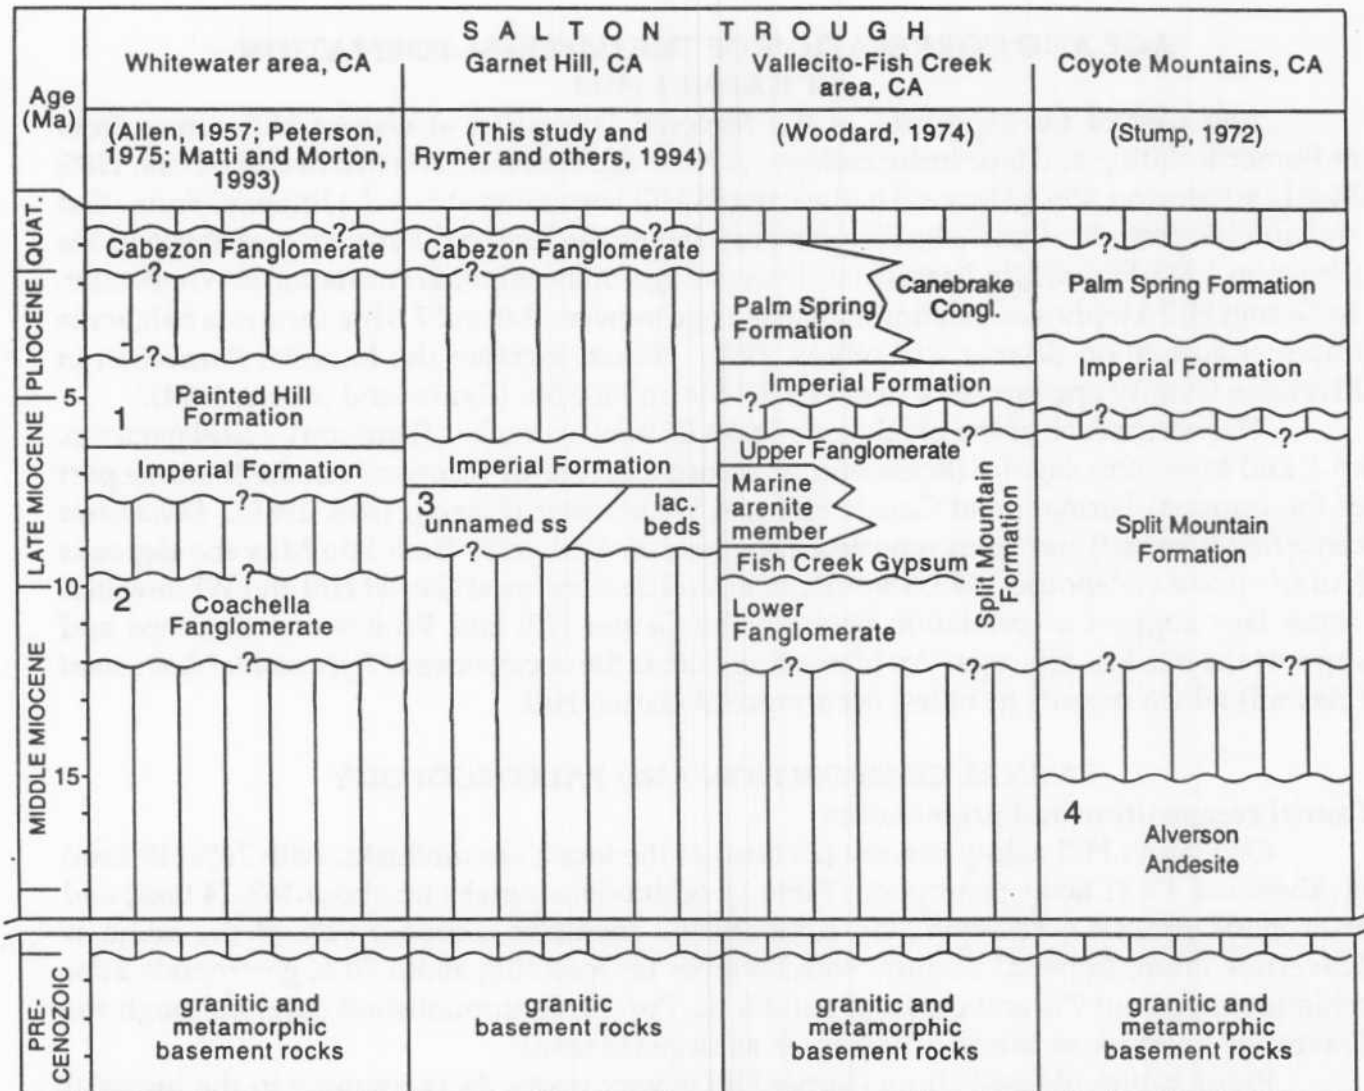 SALTON TROUGH
Age
(Ma)
Whitewater area, CA
Garnet Hill, CA
Vallecito-Fish Creek
area, CA
Coyote Mountains, CA
(Allen, 1957; Peterson,
1975; Matti and Morton,
1993)
(This study and
Rymer and others, 1994)
(Woodard, 1974)
(Stump, 1972)
QUAT.
PLIOCENE
LATE MIOCENE
MIDDLE MIOCENE
PRE-
CENOZOIC
5
10
15
?
Cabezon Fanglomerate
?
?
Painted Hill
Formation
1
Imperial Formation
?
?
2
Coachella
Fanglomerate
?
granitic and
metamorphic
basement rocks
?
Cabezon Fanglomerate
?
Imperial Formation
3
unnamed ss
lac.
beds
?
granitic
basement rocks
Canebrake
Congl.
Palm Spring
Formation
Imperial Formation
?
?
Upper Fanglomerate
Marine
arenite
member
Fish Creek Gypsum
Lower
Fanglomerate
Split Mountain
Formation
?
?
granitic and
metamorphic
basement rocks
?
?
Palm Spring Formation
Imperial Formation
?
?
Split Mountain
Formation
?
?
4
Alverson
Andesite
granitic and
metamorphic
basement rocks